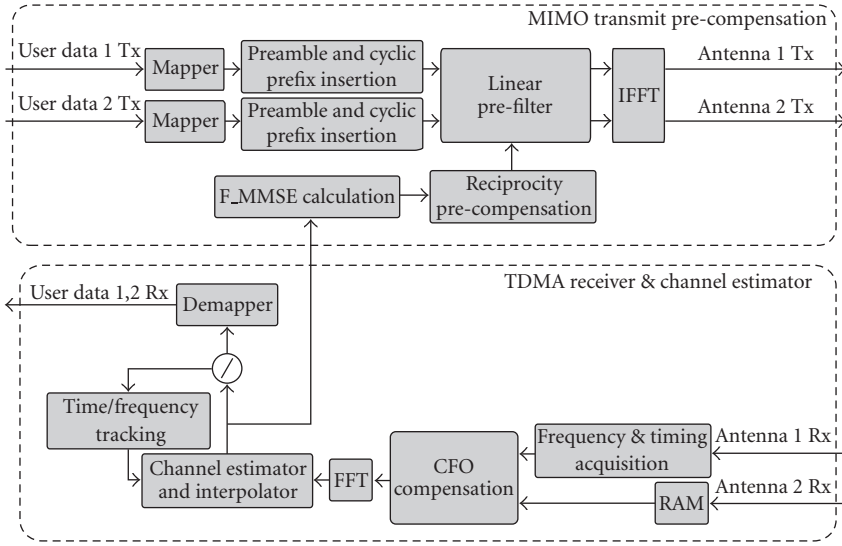 MIMO transmit pre-compensation
User data 1 Tx
Mapper
Preamble and cyclic
prefix insertion
Linear
pre-filter
IFFT
Antenna 1 Tx
User data 2 Tx
Mapper
Preamble and cyclic
prefix insertion
Antenna 2 Tx
F_MMSE calculation
Reciprocity
pre-compensation
TDMA receiver & channel estimator
User data 1,2 Rx
Demapper
Time/frequency
tracking
Channel estimator
and interpolator
FFT
CFO
compensation
Frequency & timing
acquisition
Antenna 1 Rx
RAM
Antenna 2 Rx